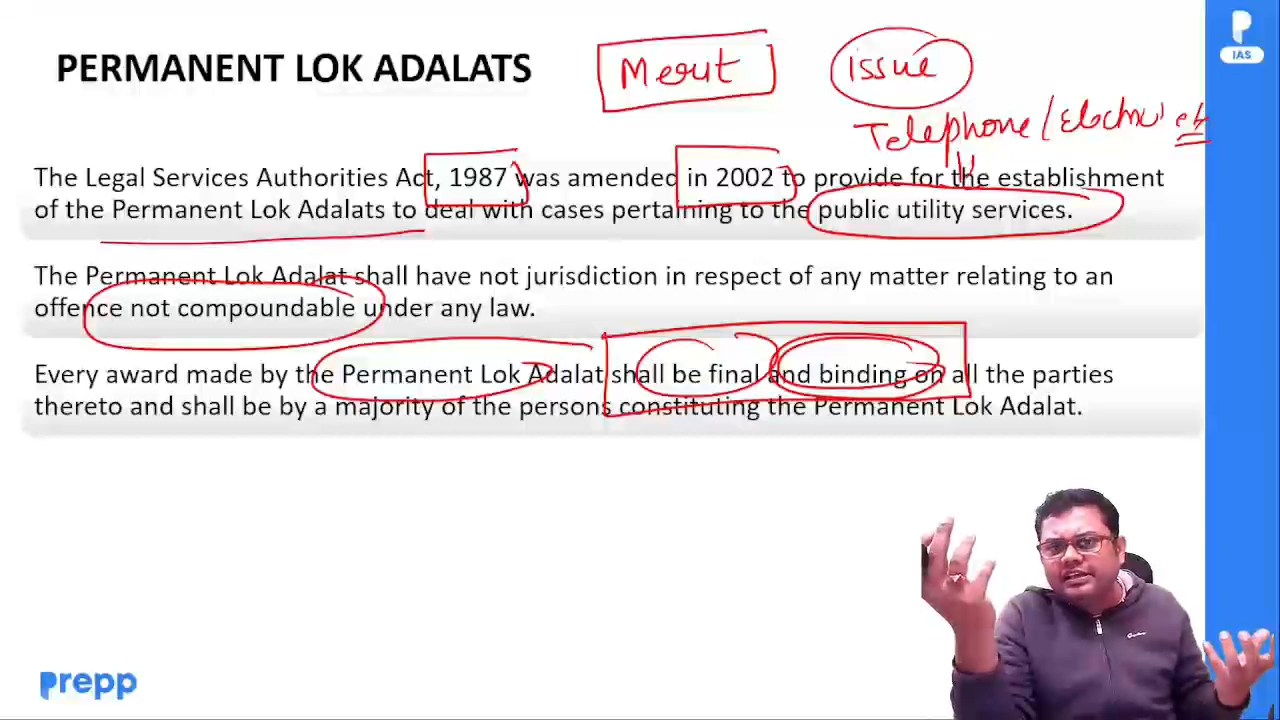 PERMANENT LOK ADALATS
Merit
issue
Telephone/Electric etc
The Legal Services Authorities Act, 1987 was amended in 2002 to provide for the establishment
of the Permanent Lok Adalats to deal with cases pertaining to the public utility services.
The Permanent Lok Adalat shall have not jurisdiction in respect of any matter relating to an
offence not compoundable under any law.
Every award made by the Permanent Lok Adalat shall be final and binding on all the parties
thereto and shall be by a majority of the persons constituting the Permanent Lok Adalat.
prepp
IAS